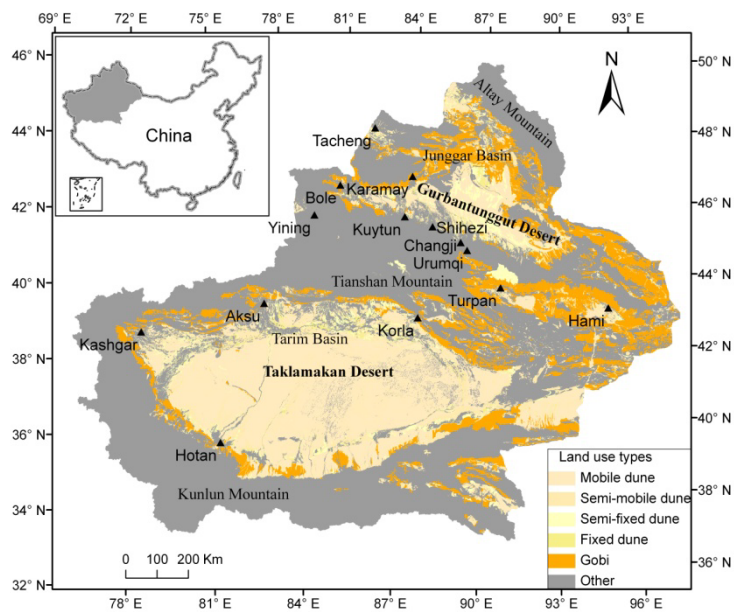 69° E 72° E 75° E 78° E 81° E 84° E 87° E 90° E 93° E
46° N
44° N
42° N
40° N
38° N
36° N
34° N
32° N
50° N
48° N
46° N
44° N
42° N
40° N
38° N
36° N
China
N
Altay Mountain
Tacheng
Junggar Basin
Karamay
Bole
Gurbantunggut Desert
Yining
Kuytun
Shihezi
Changji
Urumqi
Tianshan Mountain
Turpan
Aksu
Korla
Hami
Kashgar
Tarim Basin
Taklamakan Desert
Hotan
Kunlun Mountain
0 100 200 Km
Land use types
Mobile dune
Semi-mobile dune
Semi-fixed dune
Fixed dune
Gobi
Other
78° E 81° E 84° E 87° E 90° E 93° E 96° E